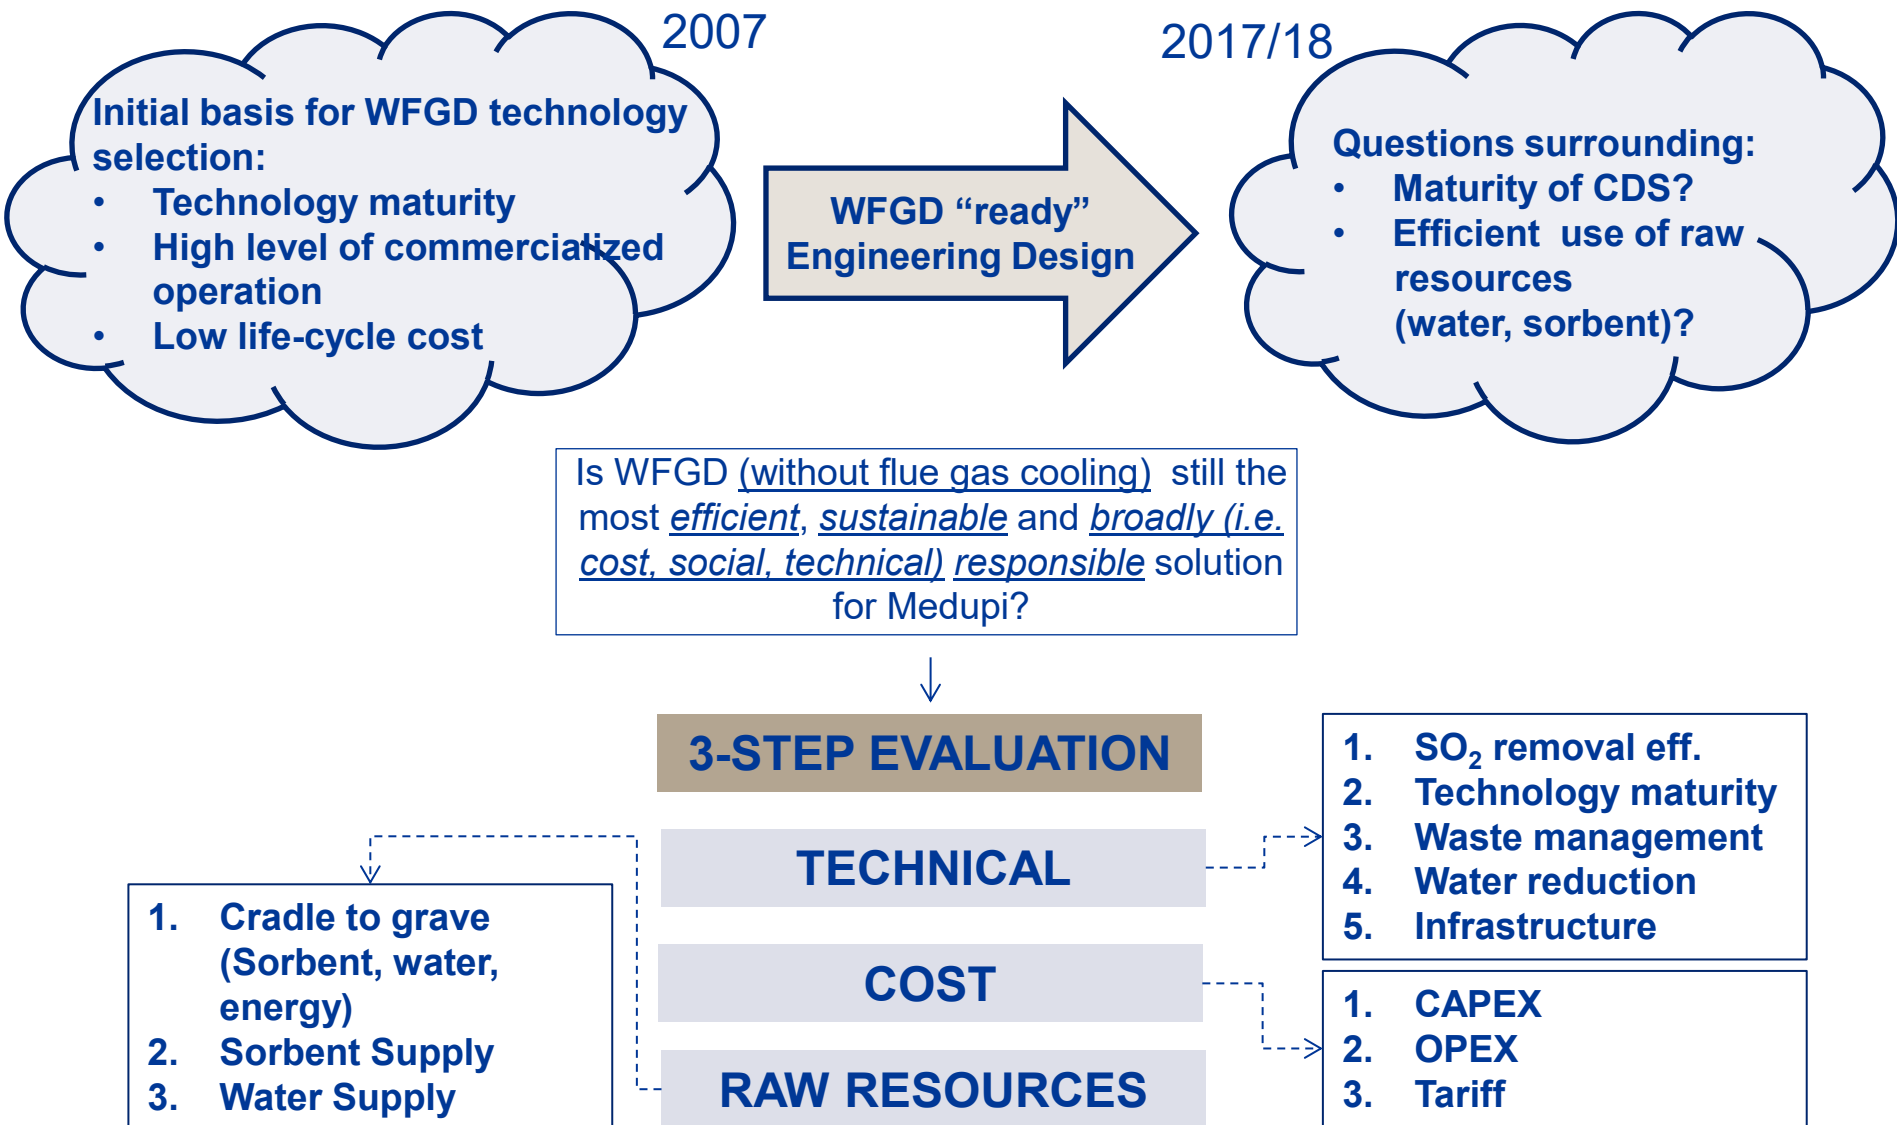 2007
2017/18
Initial basis for WFGD technology
selection:
• Technology maturity
• High level of commercialized
operation
• Low life-cycle cost
WFGD “ready”
Engineering Design
Questions surrounding:
• Maturity of CDS?
• Efficient use of raw
resources
(water, sorbent)?
Is WFGD (without flue gas cooling) still the
most efficient, sustainable and broadly (i.e.
cost, social, technical) responsible solution
for Medupi?
3-STEP EVALUATION
TECHNICAL
1. SO₂ removal eff.
2. Technology maturity
3. Waste management
4. Water reduction
5. Infrastructure
COST
1. CAPEX
2. OPEX
3. Tariff
RAW RESOURCES
1. Cradle to grave
(Sorbent, water,
energy)
2. Sorbent Supply
3. Water Supply